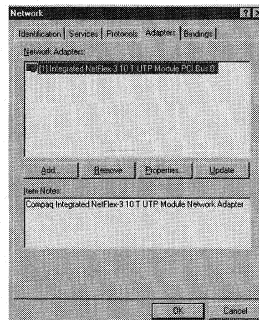 Network
Identification Services Protocols Adapters Bindings
Network Adapters:
[1] Integrated NetFlex-3 10 T UTP Module PCI Bus 0
Add... Remove Properties... Update
Item Notes:
Compaq Integrated NetFlex-3 10 T UTP Module Network Adapter
OK Cancel